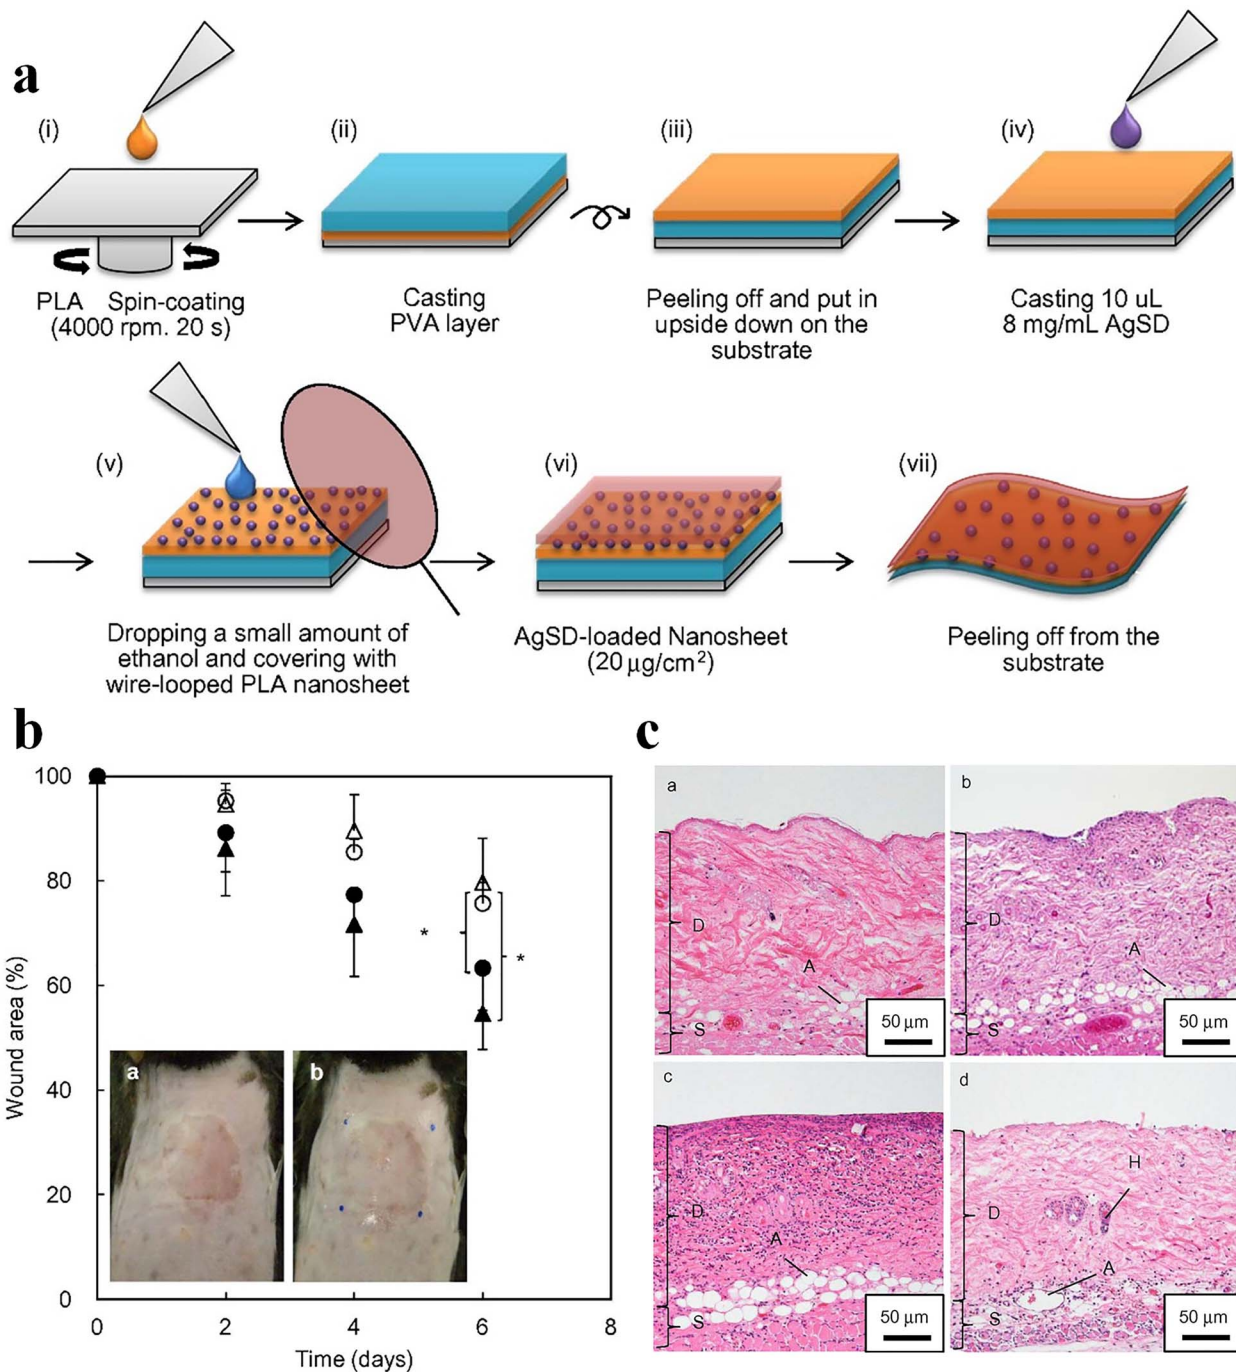 a
(i)
(ii)
(iii)
(iv)
PLA Spin-coating
(4000 rpm. 20 s)
Casting
PVA layer
Peeling off and put in
upside down on the
substrate
Casting 10 uL
8 mg/mL AgSD
(v)
(vi)
(vii)
Dropping a small amount of
ethanol and covering with
wire-looped PLA nanosheet
AgSD-loaded Nanosheet
(20 μg/cm²)
Peeling off from the
substrate
b
Wound area (%)
100
80
60
40
20
0
*
*
a
b
0
2
4
6
8
Time (days)
c
a
D
A
S
50 μm
b
D
A
S
50 μm
c
D
A
S
50 μm
d
H
D
A
S
50 μm